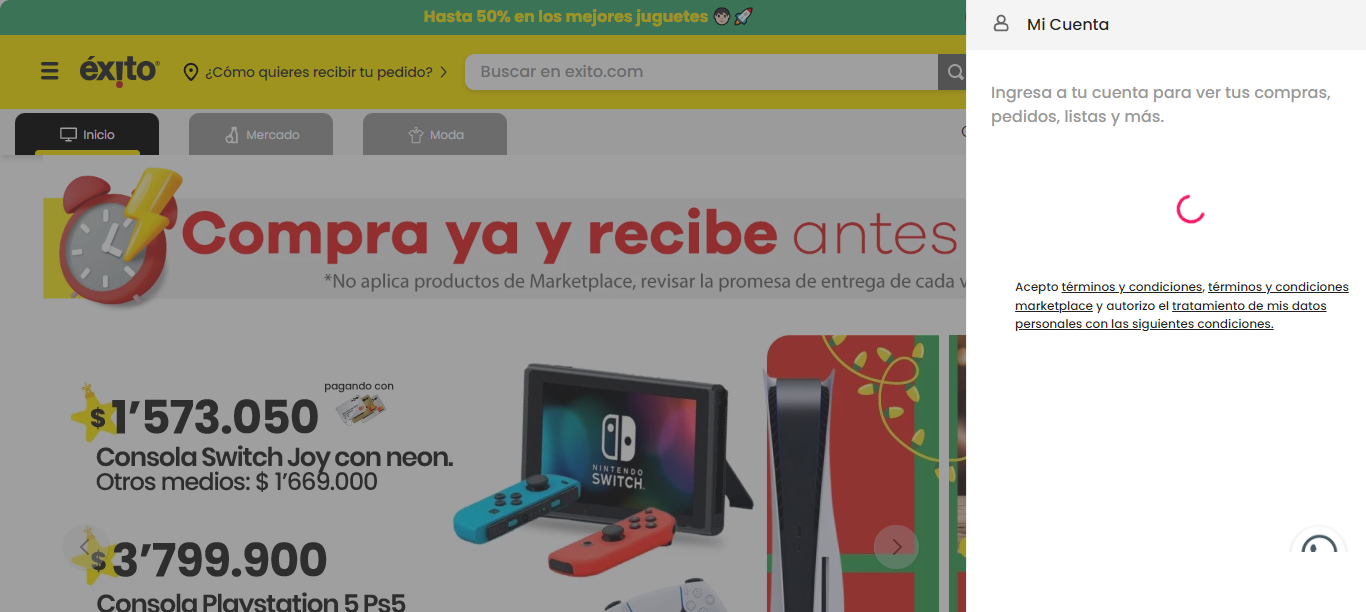 Hasta 50% en los mejores juguetes
Mi Cuenta
éxito
¿Cómo quieres recibir tu pedido?
Buscar en exito.com
Ingresa a tu cuenta para ver tus compras,
pedidos, listas y más.
Inicio
Mercado
Moda
Compra ya y recibe antes
*No aplica productos de Marketplace, revisar la promesa de entrega de cada v
Acepto términos y condiciones, términos y condiciones
marketplace y autorizo el tratamiento de mis datos
personales con las siguientes condiciones.
pagando con
$1’573.050
Consola Switch Joy con neon.
Otros medios: $ 1’669.000
NINTENDO
SWITCH
$3’799.900
Consola Playstation 5 Ps5